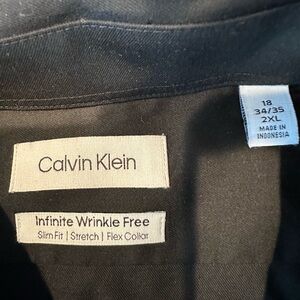 Calvin Klein
Infinite Wrinkle Free
Slim Fit | Stretch | Flex Collar
18
34/35
2XL
MADE IN
INDONESIA